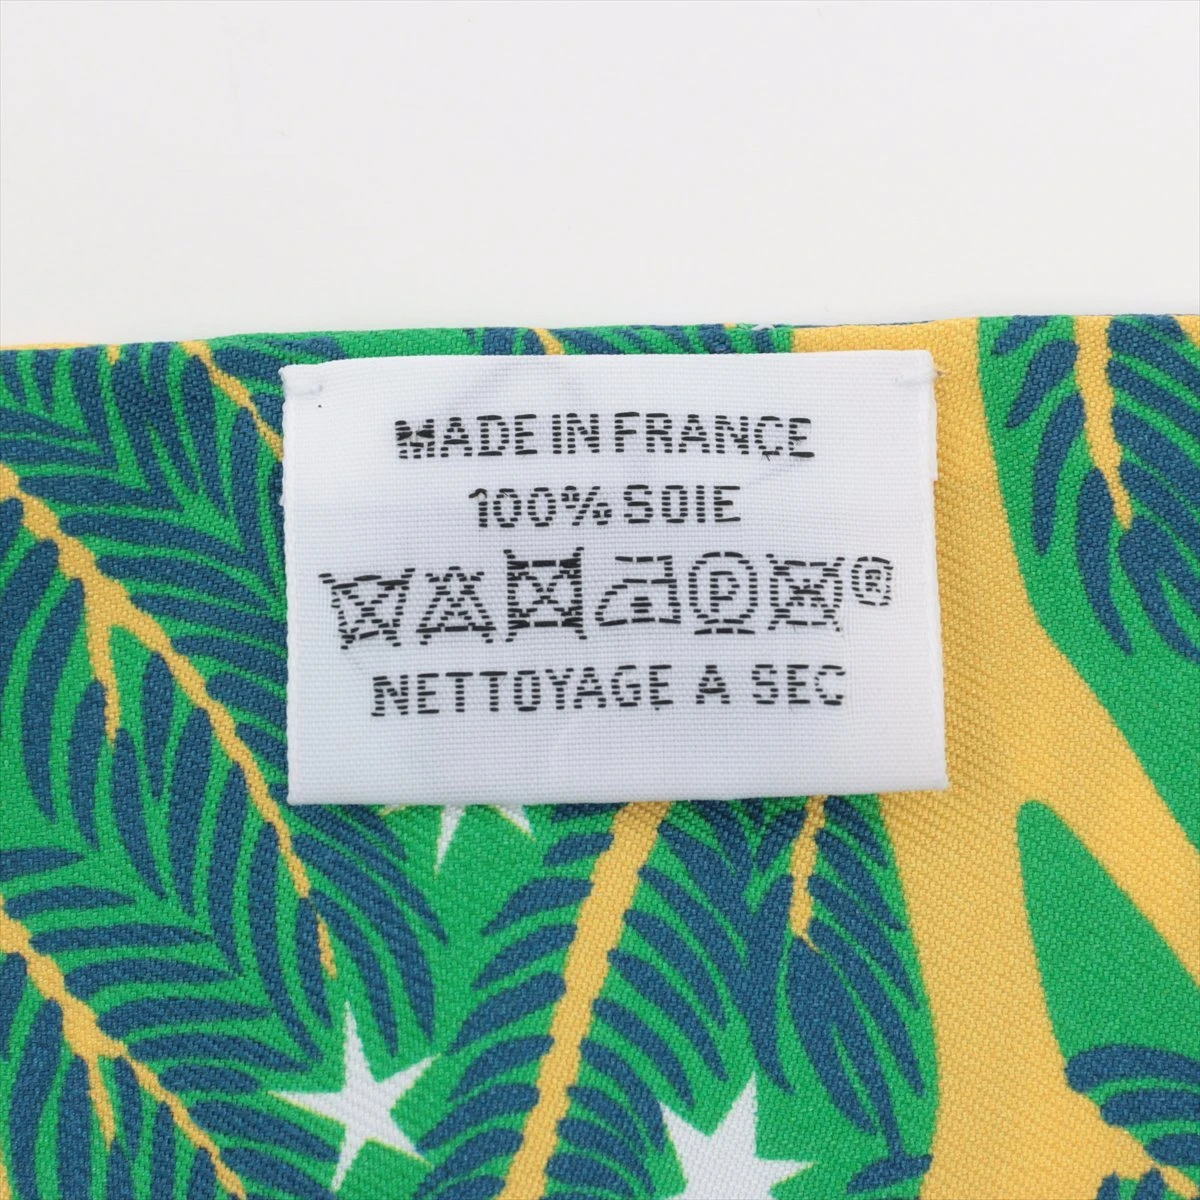 MADE IN FRANCE
100% SOIE
P ®
NETTOYAGE A SEC